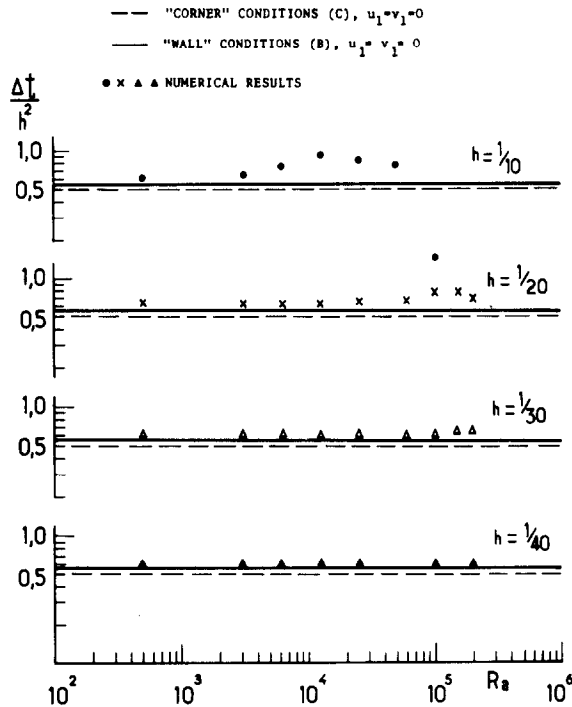 — — "CORNER" CONDITIONS (C), u₁=v₁=0
—— "WALL" CONDITIONS (B), u₁= v₁= 0
● × ▲ ▲ NUMERICAL RESULTS
Δt/h²
1,0
0,5
h = 1/10
1,0
0,5
h = 1/20
1,0
0,5
h = 1/30
1,0
0,5
h = 1/40
10² 10³ 10⁴ 10⁵ Ra 10⁶